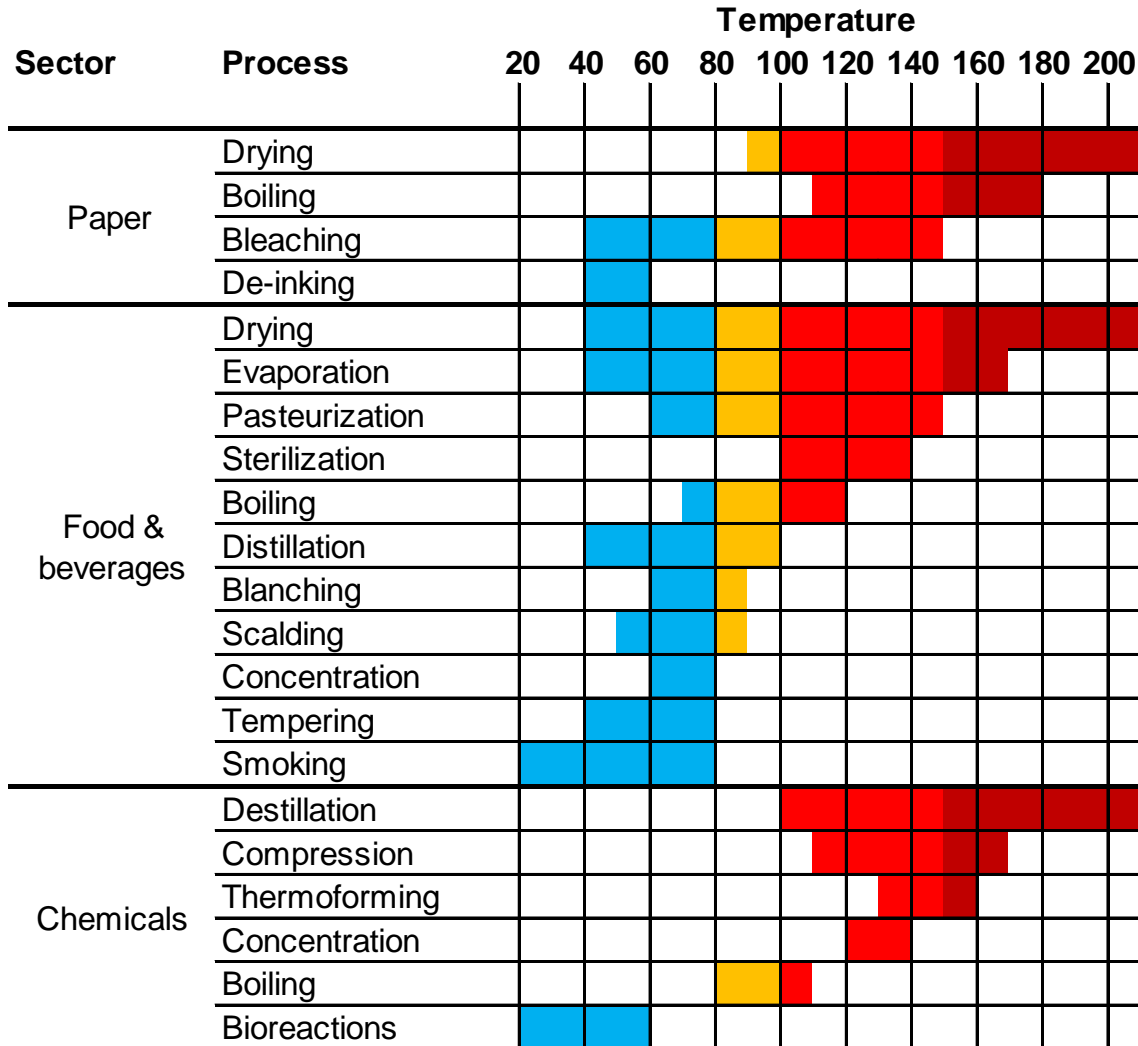 Temperature
Sector Process 20 40 60 80 100 120 140 160 180 200
Paper
Drying
Boiling
Bleaching
De-inking
Food &
beverages
Drying
Evaporation
Pasteurization
Sterilization
Boiling
Distillation
Blanching
Scalding
Concentration
Tempering
Smoking
Chemicals
Destillation
Compression
Thermoforming
Concentration
Boiling
Bioreactions